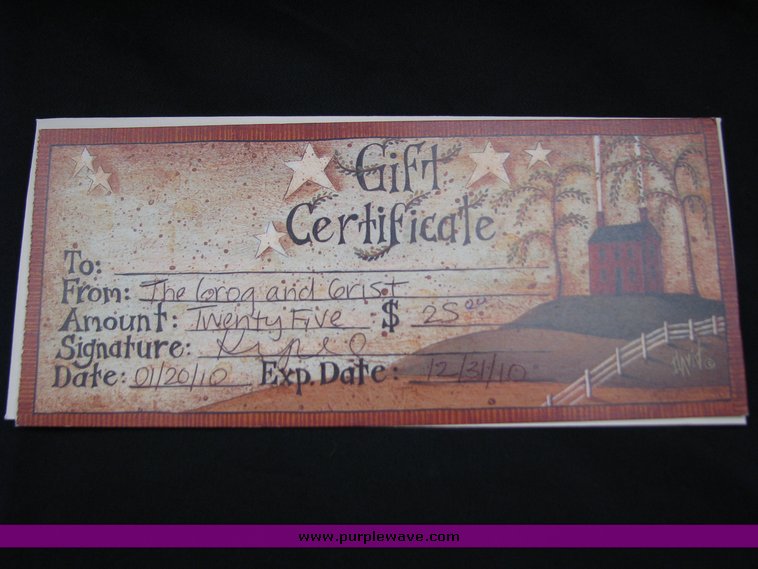 Gift
Certificate
To:
From: The Grog and Grist
Amount: Twenty Five $ 25 00
Signature:
Date: 01/20/10 Exp. Date: 12/31/10
www.purplewave.com